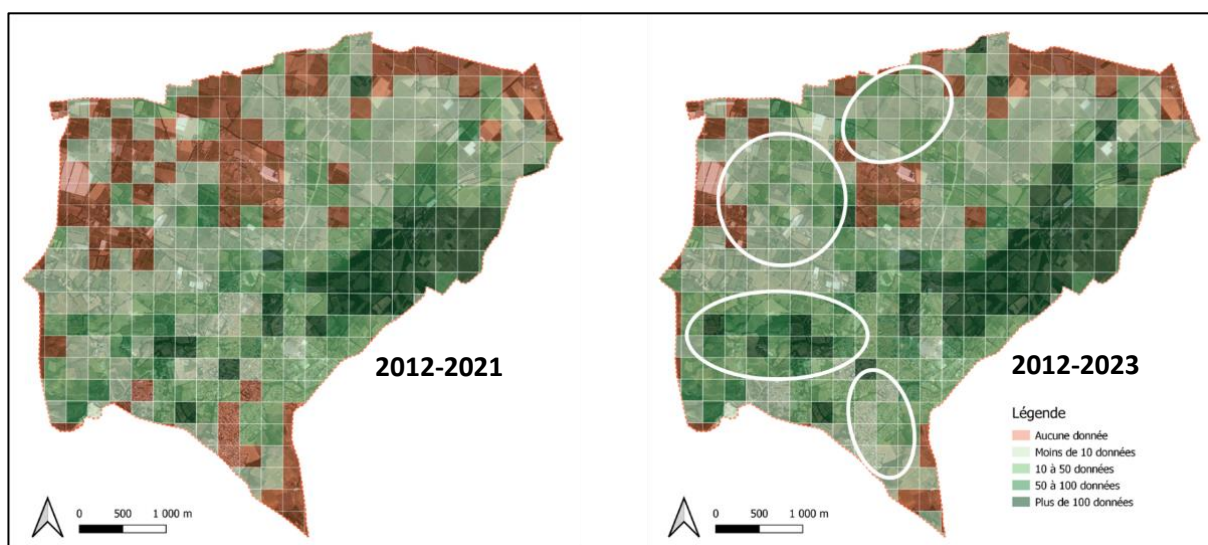 2012-2021
0 500 1 000 m
2012-2023
Légende
Aucune donnée
Moins de 10 données
10 à 50 données
50 à 100 données
Plus de 100 données
0 500 1 000 m